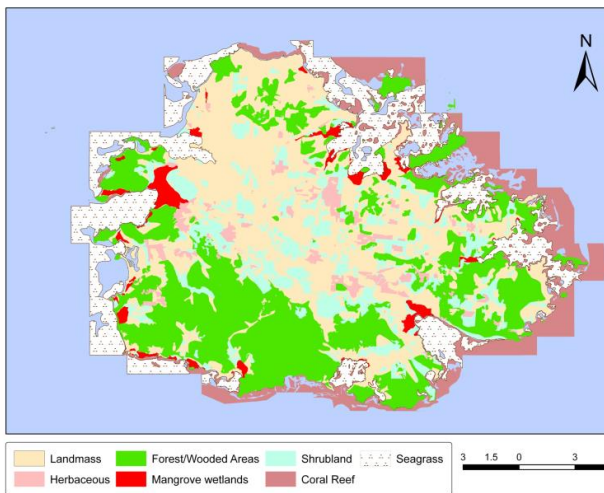 N
Landmass Forest/Wooded Areas Shrubland Seagrass
Herbaceous Mangrove wetlands Coral Reef
3 1.5 0 3